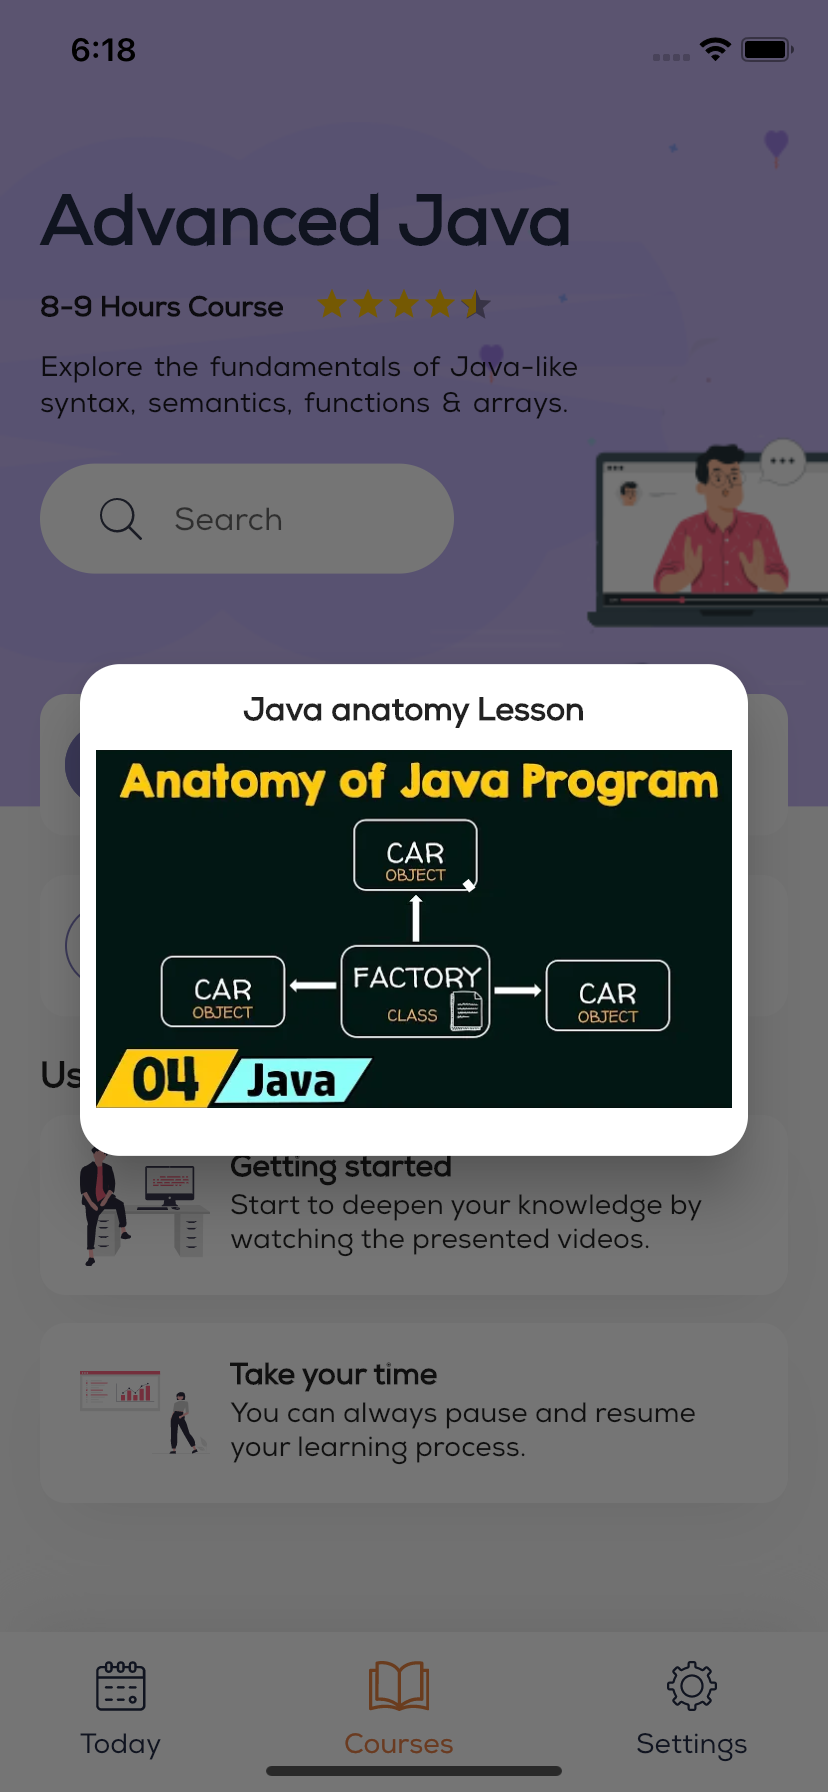 6:18
Advanced Java
8-9 Hours Course
Explore the fundamentals of Java-like
syntax, semantics, functions & arrays.
Search
Java anatomy Lesson
Anatomy of Java Program
CAR
OBJECT
CAR
OBJECT
FACTORY
CLASS
CAR
OBJECT
04 Java
Us
Getting started
Start to deepen your knowledge by
watching the presented videos.
Take your time
You can always pause and resume
your learning process.
Today
Courses
Settings